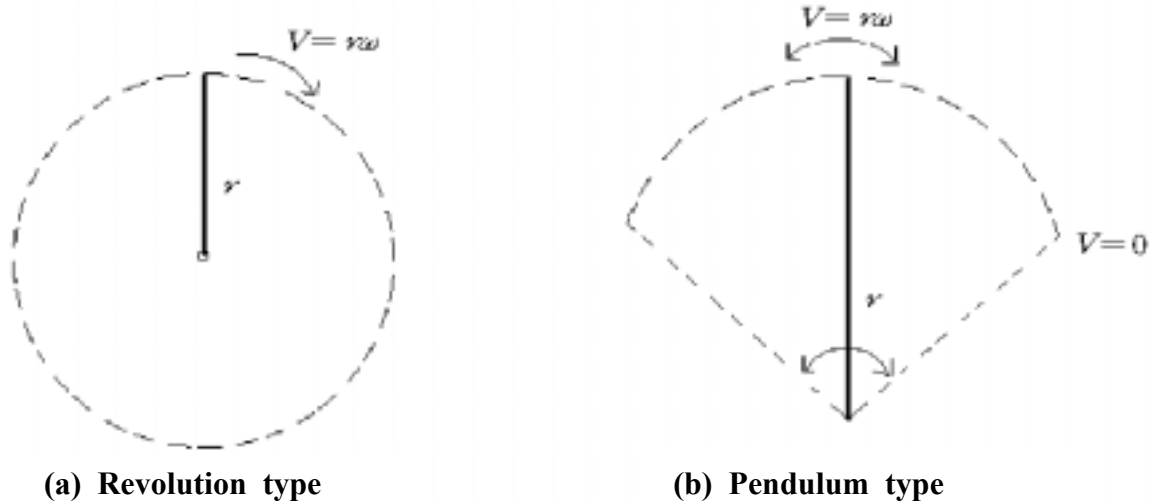 V = rω
r
(a) Revolution type
V = rω
V = 0
r
(b) Pendulum type